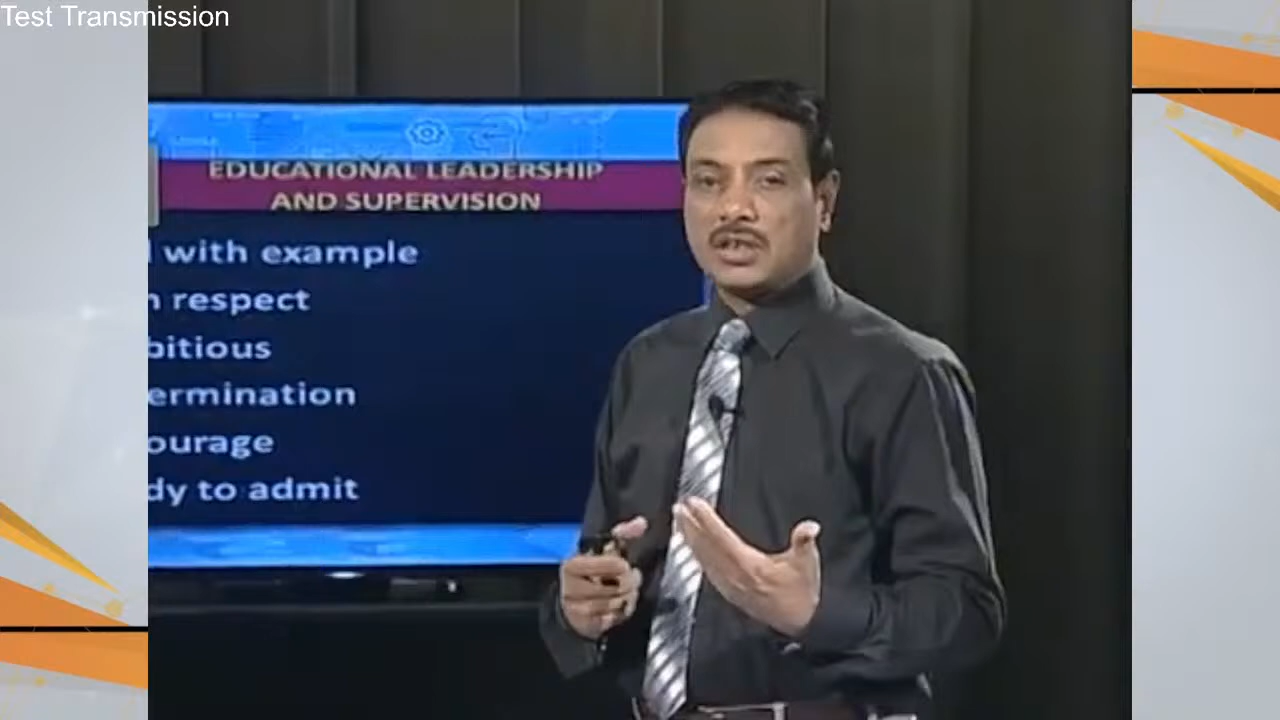 Test Transmission
EDUCATIONAL LEADERSHIP
AND SUPERVISION
with example
respect
bitious
ermination
ourage
dy to admit